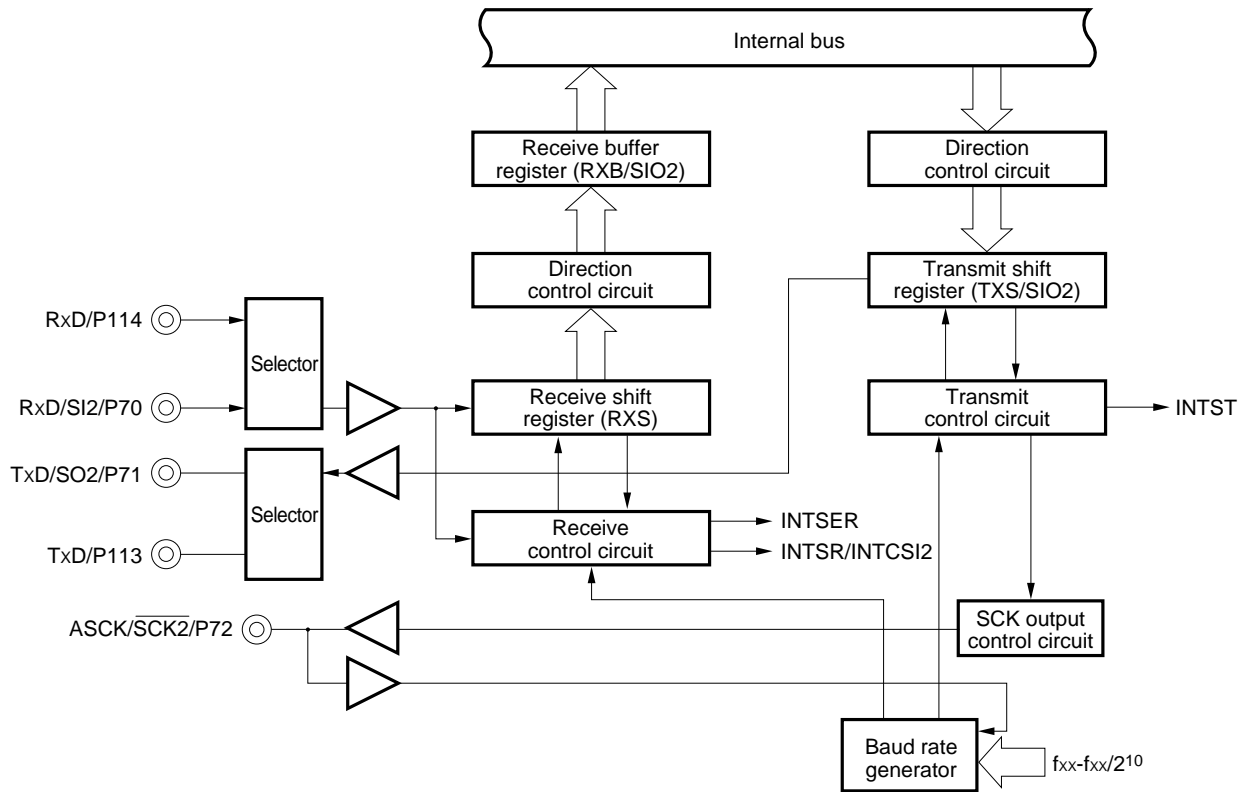 Internal bus
Receive buffer
register (RXB/SIO2)
Direction
control circuit
Direction
control circuit
Transmit shift
register (TXS/SIO2)
RxD/P114
Selector
RxD/SI2/P70
Receive shift
register (RXS)
Transmit
control circuit
INTST
TxD/SO2/P71
Selector
TxD/P113
Receive
control circuit
INTSER
INTSR/INTCSI2
ASCK/S̅C̅K̅2̅/P72
SCK output
control circuit
Baud rate
generator
fxx-fxx/2¹⁰